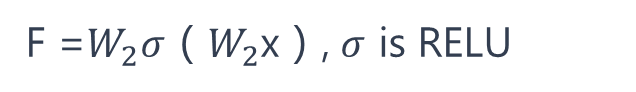 F =W₂σ ( W₂x ) , σ is RELU